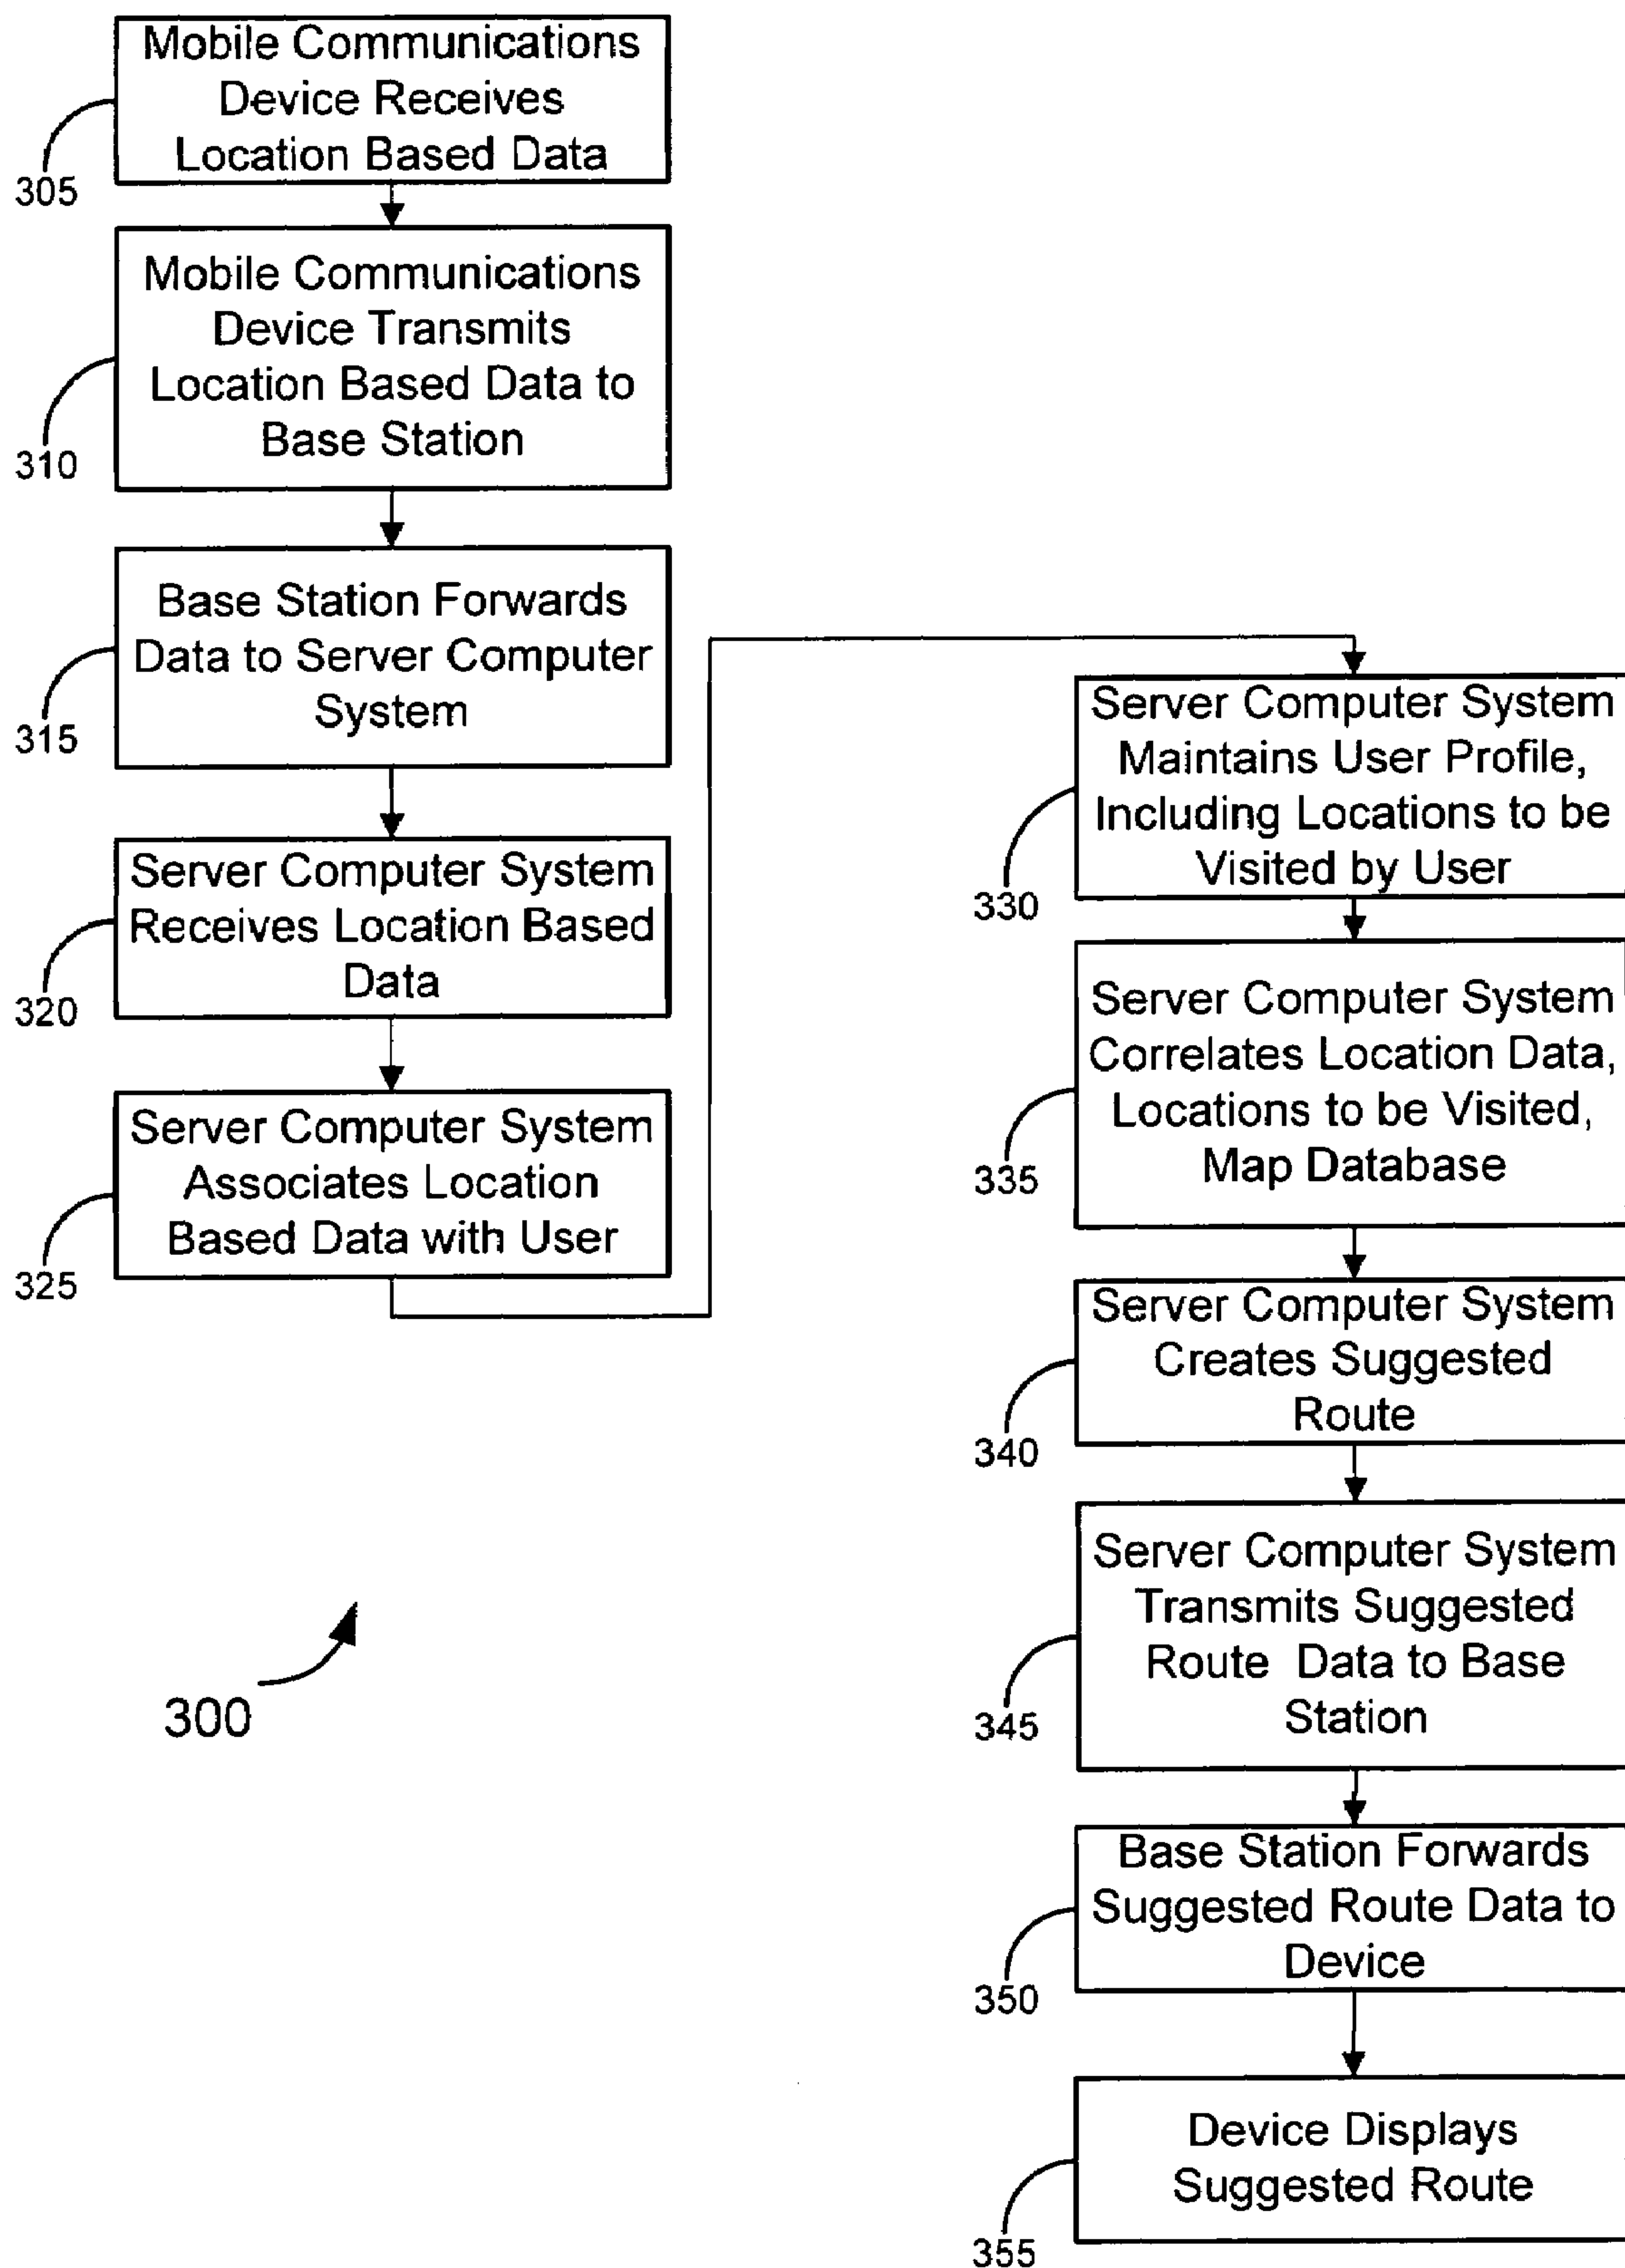 Mobile Communications
Device Receives
Location Based Data
305
Mobile Communications
Device Transmits
Location Based Data to
Base Station
310
Base Station Forwards
Data to Server Computer
System
315
Server Computer System
Receives Location Based
Data
320
Server Computer System
Associates Location
Based Data with User
325
Server Computer System
Maintains User Profile,
Including Locations to be
Visited by User
330
Server Computer System
Correlates Location Data,
Locations to be Visited,
Map Database
335
Server Computer System
Creates Suggested
Route
340
Server Computer System
Transmits Suggested
Route Data to Base
Station
345
Base Station Forwards
Suggested Route Data to
Device
350
Device Displays
Suggested Route
355
300